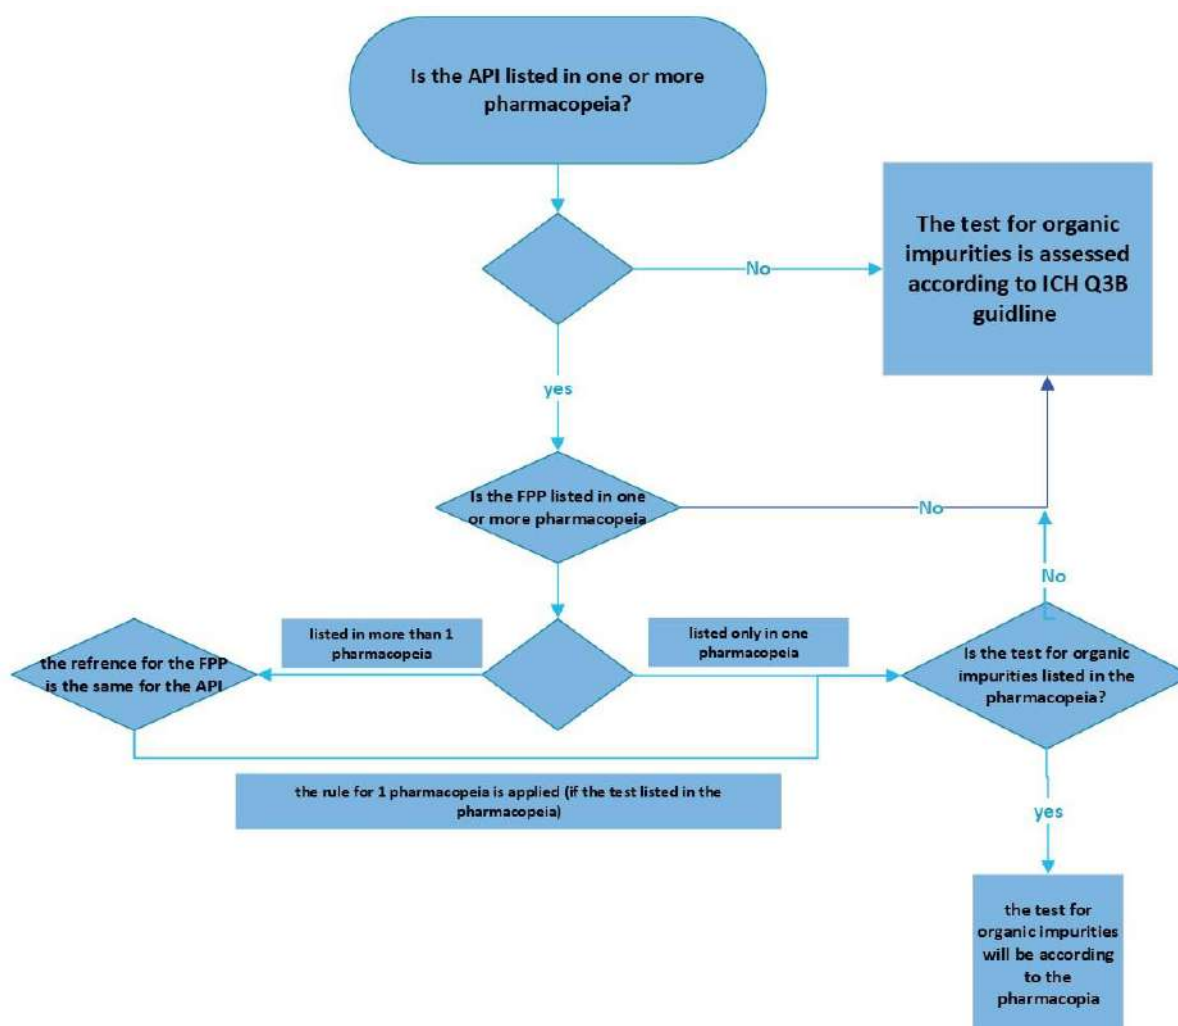 Is the API listed in one or more
pharmacopeia?
No
The test for organic
impurities is assessed
according to ICH Q3B
guidline
yes
Is the FPP listed in one
or more pharmacopeia
No
No
listed in more than 1
pharmacopeia
listed only in one
pharmacopeia
the refrence for the FPP
is the same for the API
Is the test for organic
impurities listed in the
pharmacopeia?
the rule for 1 pharmacopeia is applied (if the test listed in the
pharmacopeia)
yes
the test for
organic impurities
will be according
to the
pharmacopia